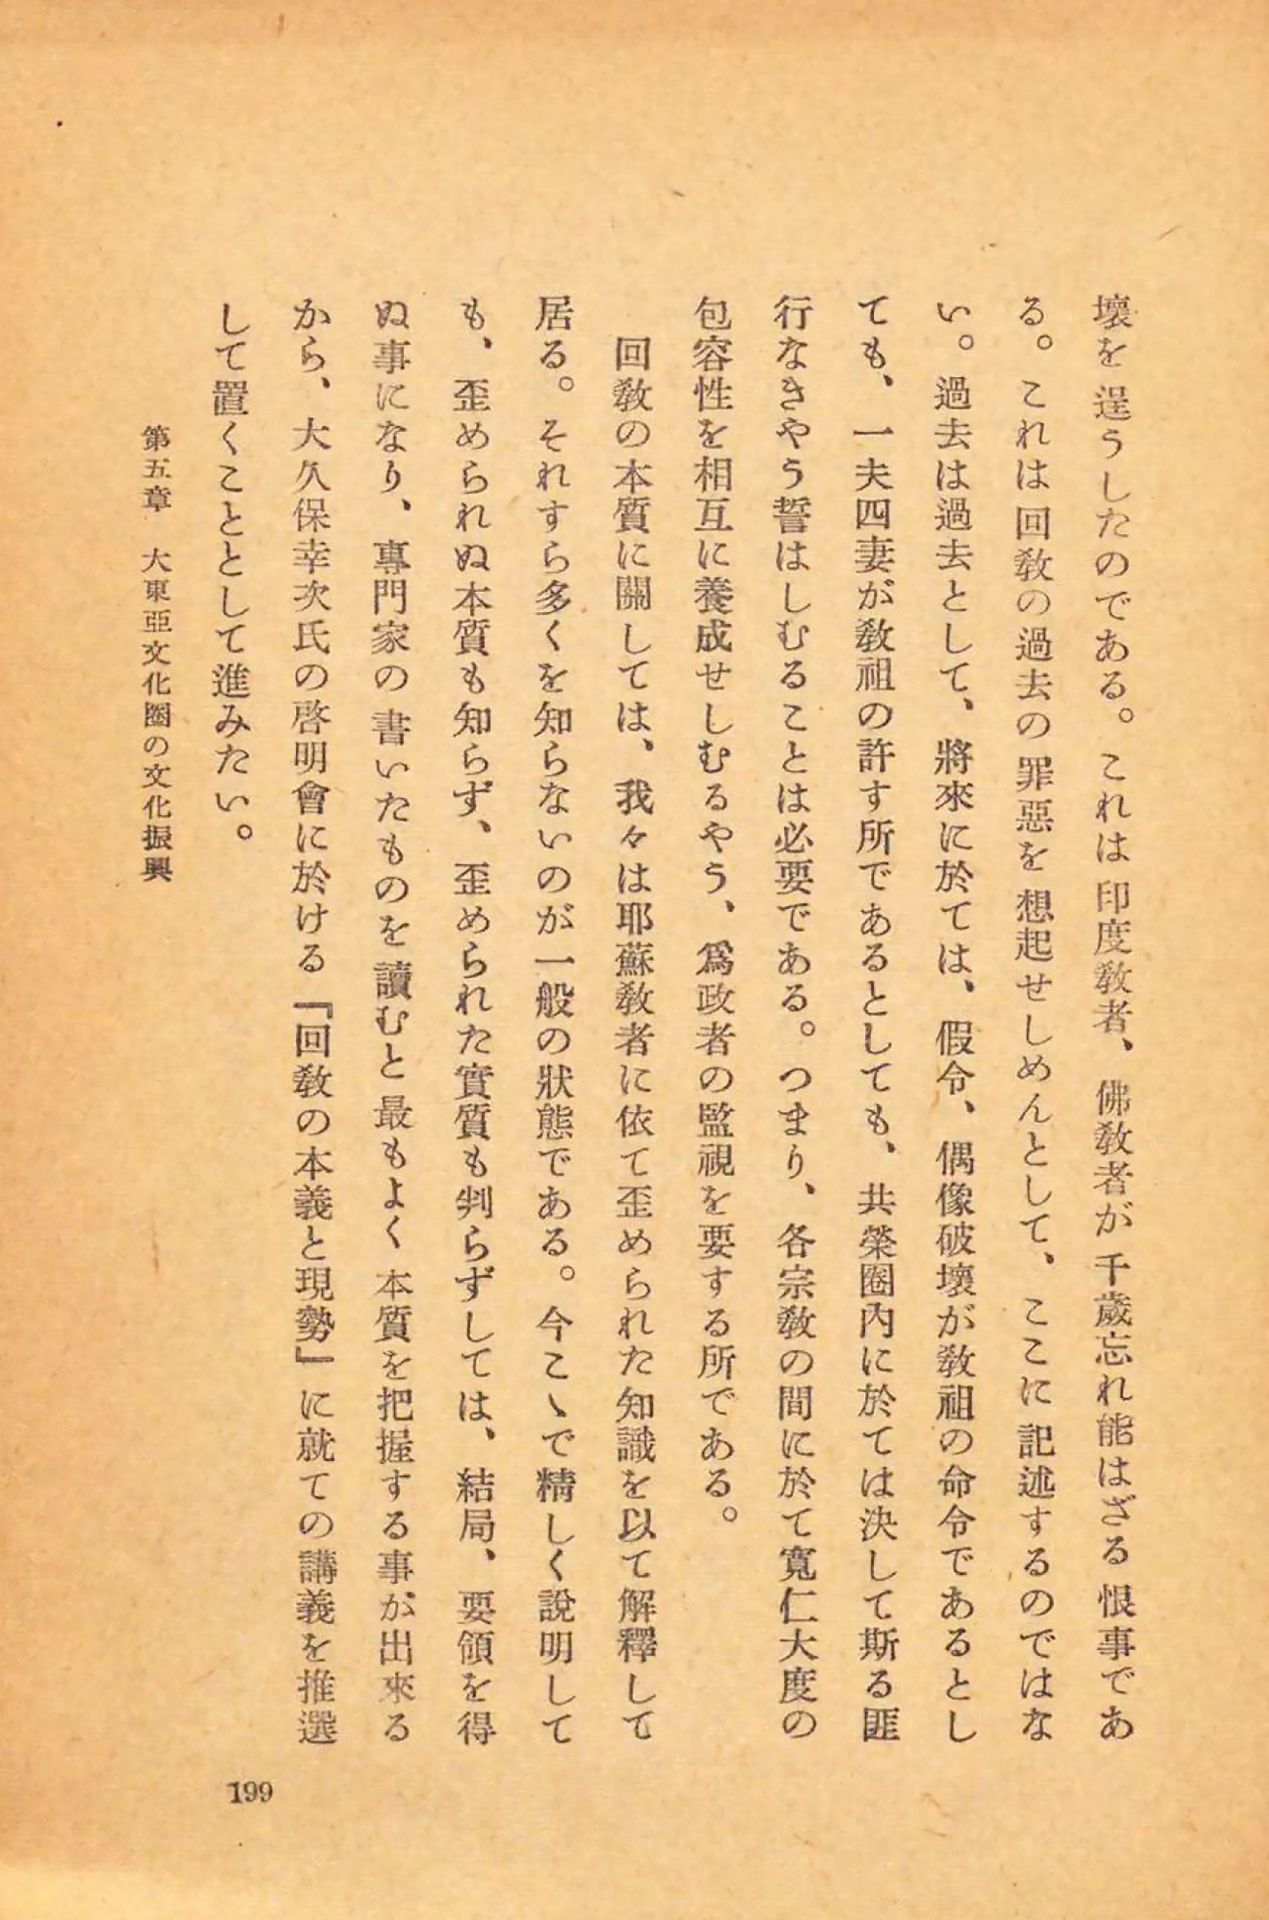 壞を逞うしたのである。これは印度敎者、佛敎者が千歲忘れ能はざる恨事であ
る。これは回敎の過去の罪惡を想起せしめんとして、ここに記述するのではな
い。過去は過去として、將來に於ては、假令、偶像破壞が敎祖の命令であるとし
ても、一夫四妻が敎祖の許す所であるとしても、共榮圈內に於ては決して斯る匪
行なきやう誓はしむることは必要である。つまり、各宗敎の間に於て寬仁大度の
包容性を相互に養成せしむるやう、爲政者の監視を要する所である。
回敎の本質に關しては、我々は耶蘇敎者に依て歪められた知識を以て解釋して
居る。それすら多くを知らないのが一般の狀態である。今こゝで精しく說明して
も、歪められぬ本質も知らず、歪められた實質も判らずしては、結局、要領を得
ぬ事になり、專門家の書いたものを讀むと最もよく本質を把握する事が出來る
から、大久保幸次氏の啓明會に於ける『回敎の本義と現勢』に就ての講義を推選
して置くこととして進みたい。
第五章　大東亞文化圈の文化振興
199